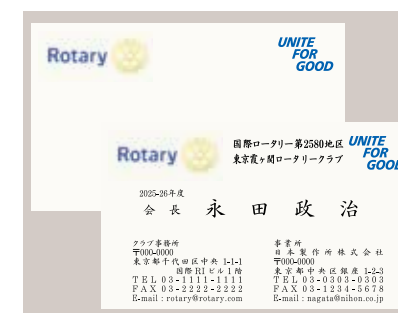 Rotary
UNITE
FOR
GOOD
Rotary
国際ロータリー第2580地区
東京霞ヶ関ロータリークラブ
UNITE
FOR
GOOD
2025-26年度
会長 永田政治
クラブ事務所
〒000-0000
東京都千代田区中央 1-1-1
国際RIビル1階
TEL 03-1111-1111
FAX 03-2222-2222
E-mail : rotary@rotary.com
事業所
日本製作所株式会社
〒000-0000
東京都中央区銀座 1-2-3
TEL 03-0303-0303
FAX 03-1234-5678
E-mail : nagata@nihon.co.jp